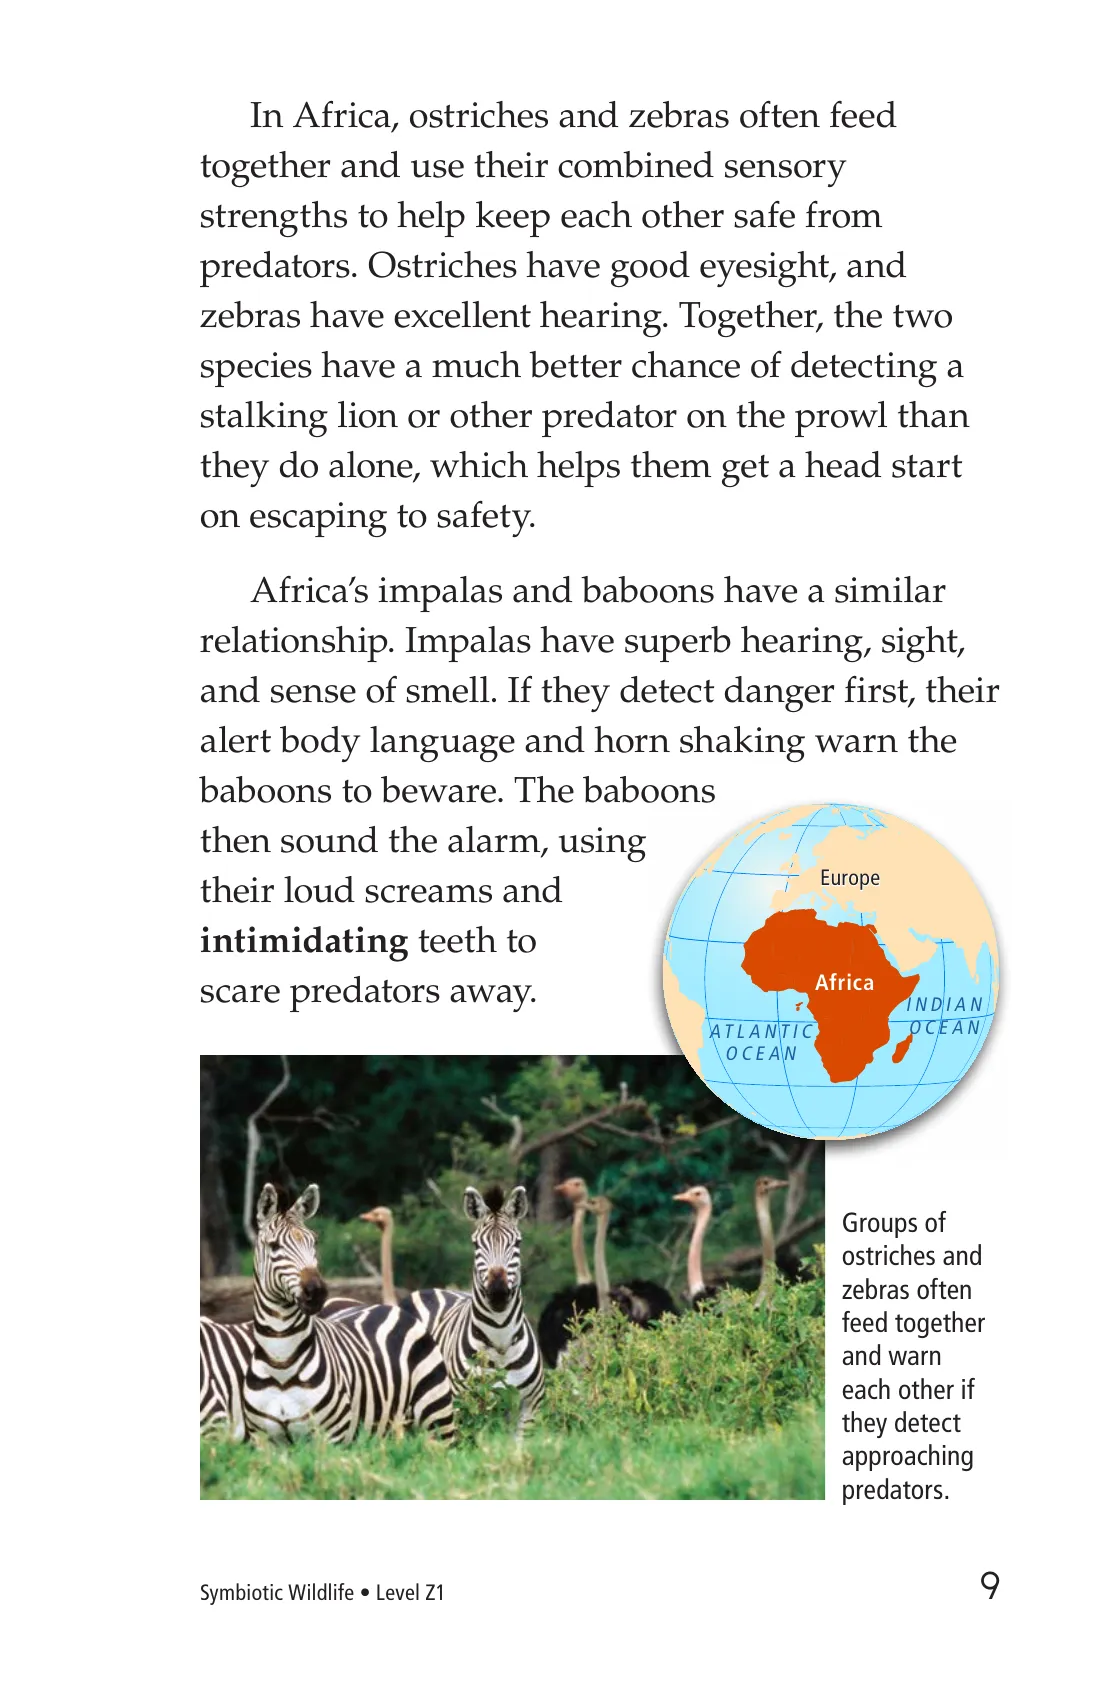 In Africa, ostriches and zebras often feed
together and use their combined sensory
strengths to help keep each other safe from
predators. Ostriches have good eyesight, and
zebras have excellent hearing. Together, the two
species have a much better chance of detecting a
stalking lion or other predator on the prowl than
they do alone, which helps them get a head start
on escaping to safety.
Africa’s impalas and baboons have a similar
relationship. Impalas have superb hearing, sight,
and sense of smell. If they detect danger first, their
alert body language and horn shaking warn the
baboons to beware. The baboons
then sound the alarm, using
their loud screams and
intimidating teeth to
scare predators away.
Europe
Africa
INDIAN
OCEAN
ATLANTIC
OCEAN
Groups of
ostriches and
zebras often
feed together
and warn
each other if
they detect
approaching
predators.
Symbiotic Wildlife • Level Z1
9